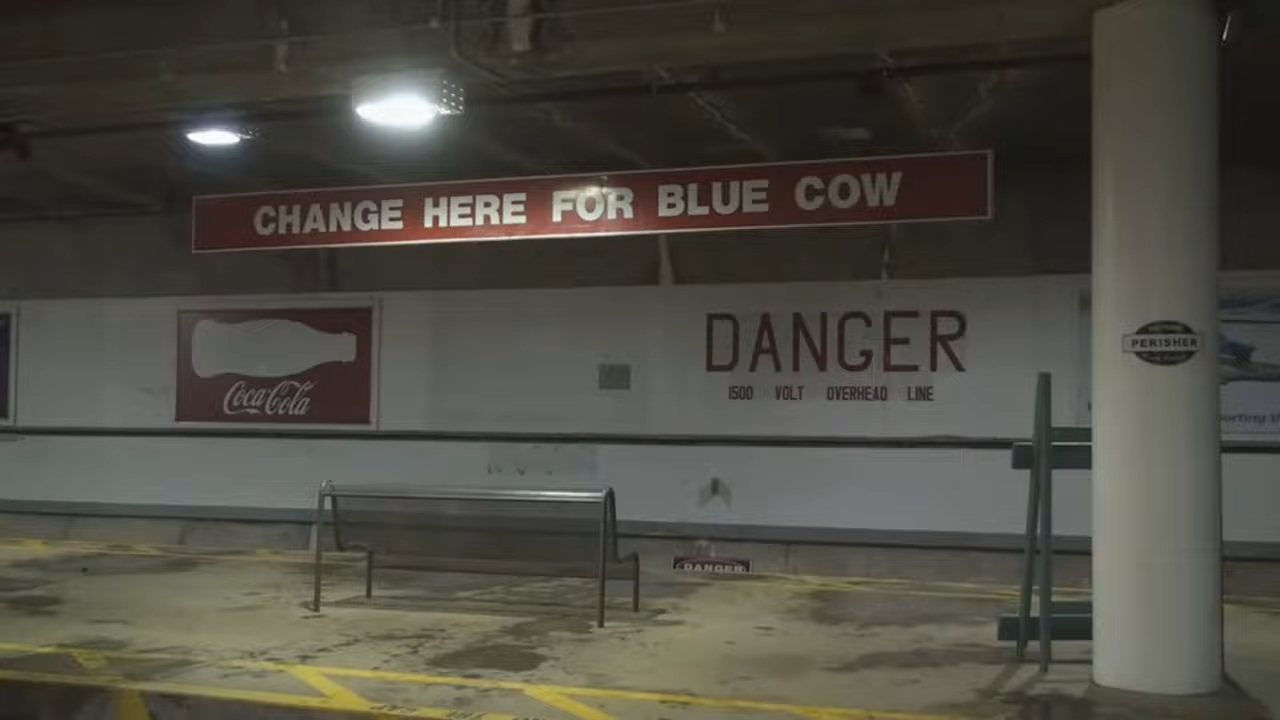 CHANGE HERE FOR BLUE COW
Coca-Cola
DANGER
1500 VOLT OVERHEAD LINE
PERISHER
DANGER